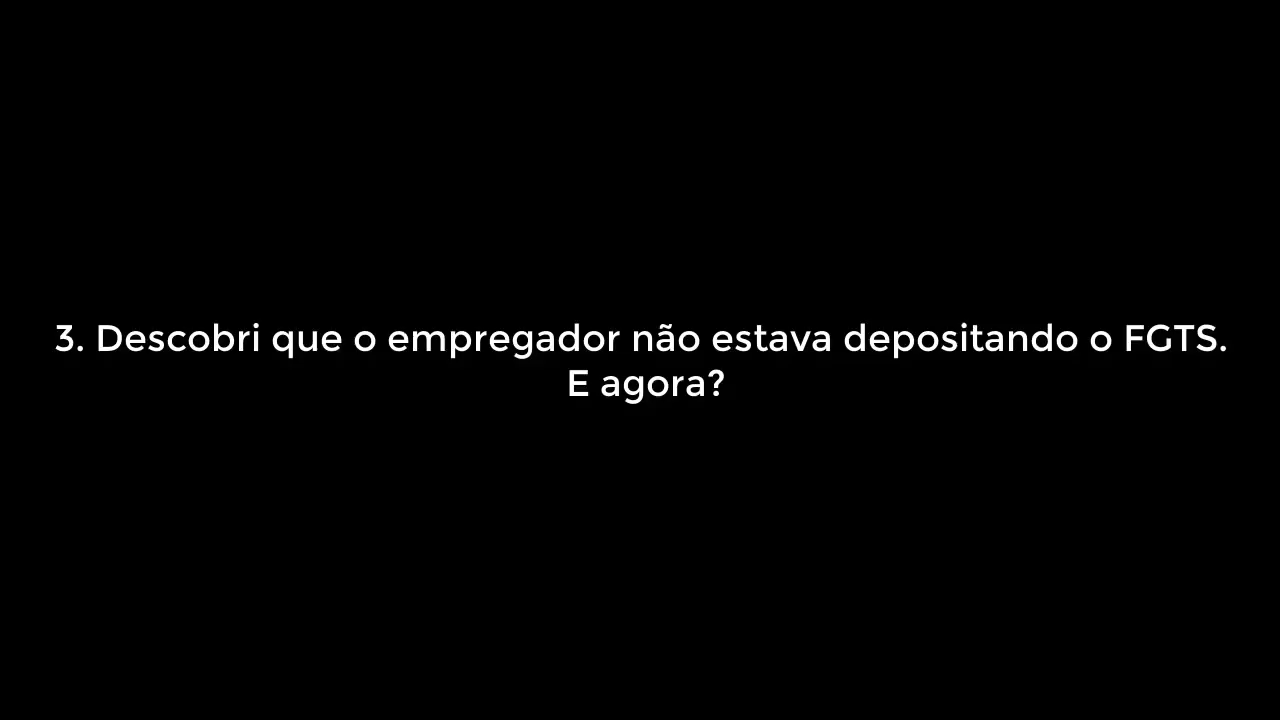 3. Descobri que o empregador não estava depositando o FGTS.
E agora?